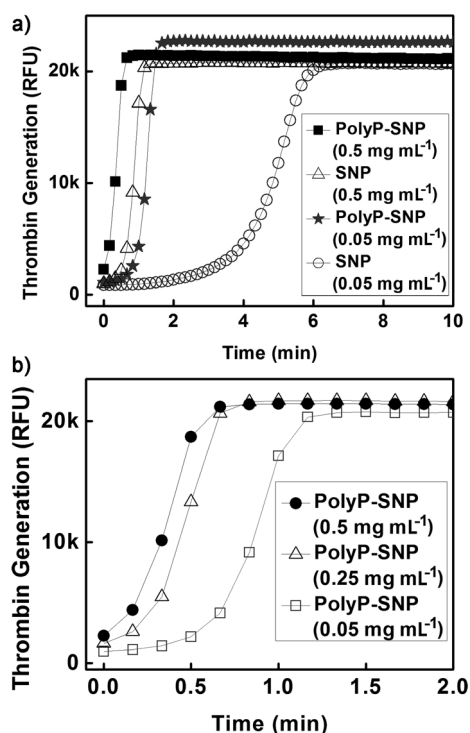 a)
Thrombin Generation (RFU)
20k
10k
0
PolyP-SNP
(0.5 mg mL⁻¹)
SNP
(0.5 mg mL⁻¹)
PolyP-SNP
(0.05 mg mL⁻¹)
SNP
(0.05 mg mL⁻¹)
0 2 4 6 8 10
Time (min)
b)
Thrombin Generation (RFU)
20k
10k
0
PolyP-SNP
(0.5 mg mL⁻¹)
PolyP-SNP
(0.25 mg mL⁻¹)
PolyP-SNP
(0.05 mg mL⁻¹)
0.0 0.5 1.0 1.5 2.0
Time (min)